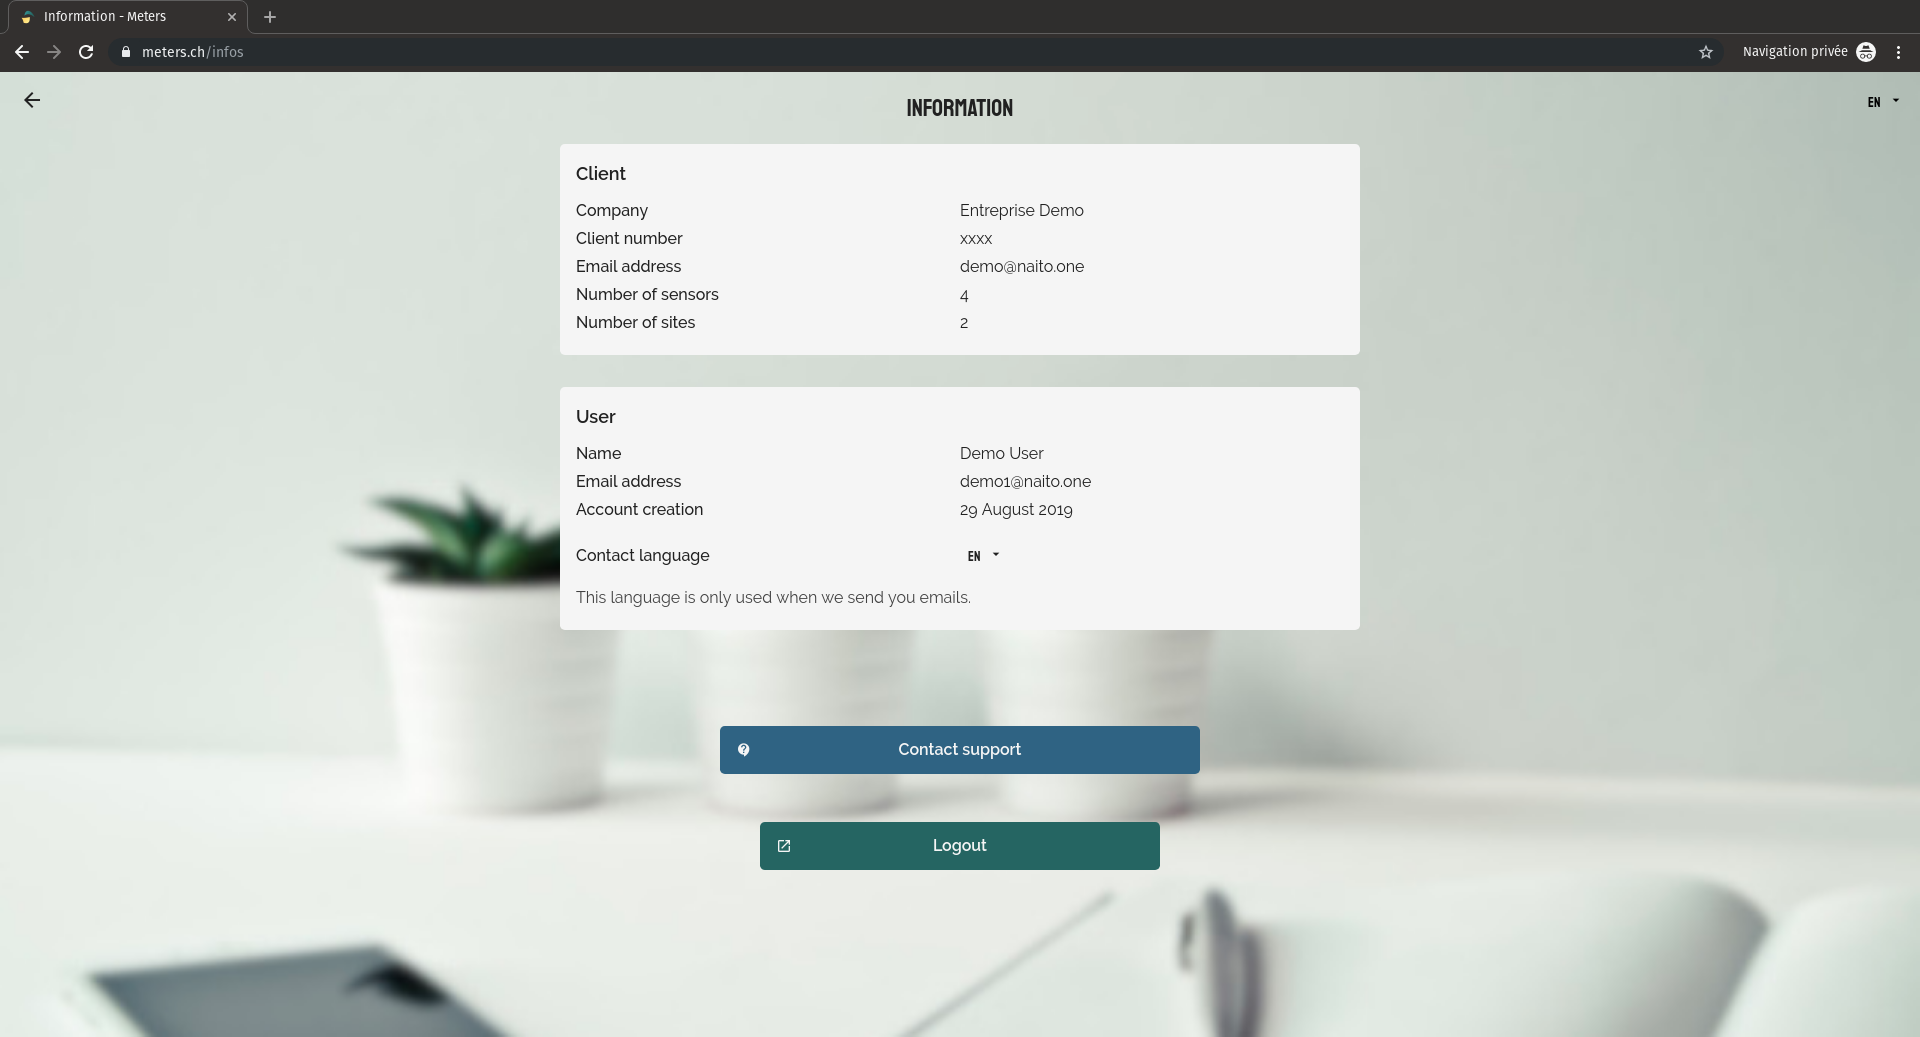 Information - Meters
meters.ch/infos
Navigation privée
INFORMATION
EN
Client
Company Entreprise Demo
Client number xxxx
Email address demo@naito.one
Number of sensors 4
Number of sites 2
User
Name Demo User
Email address demo1@naito.one
Account creation 29 August 2019
Contact language EN
This language is only used when we send you emails.
Contact support
Logout